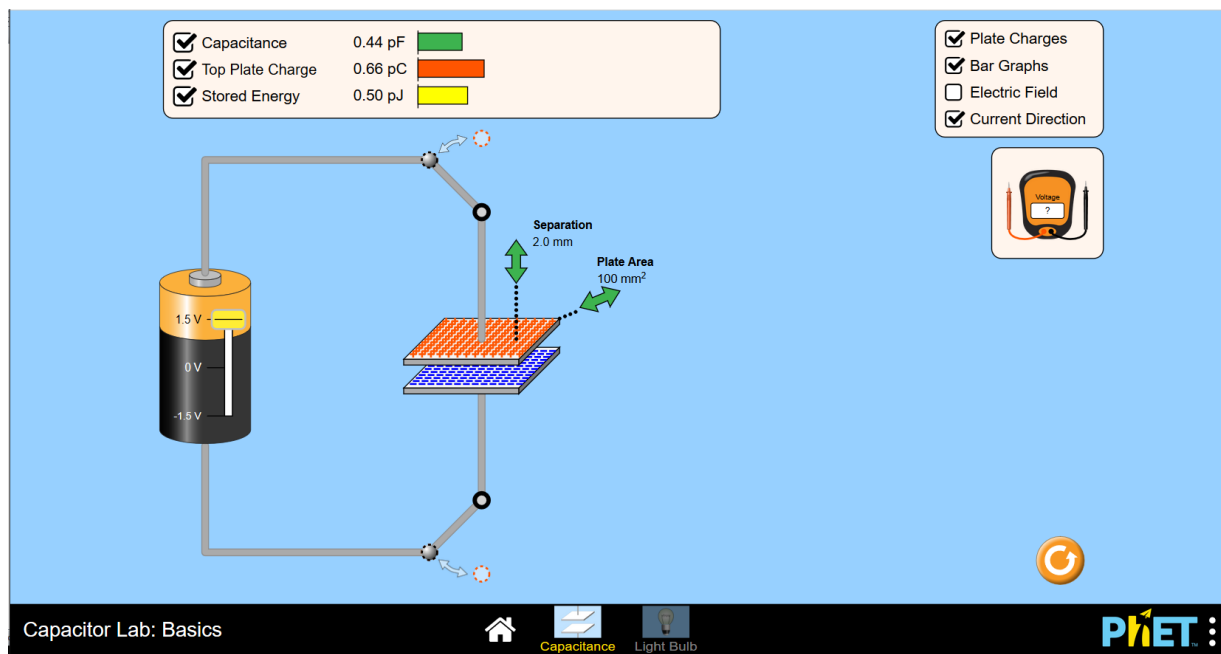 Capacitance 0.44 pF
Top Plate Charge 0.66 pC
Stored Energy 0.50 pJ
Plate Charges
Bar Graphs
Electric Field
Current Direction
Voltage
?
Separation
2.0 mm
Plate Area
100 mm²
1.5 V
0 V
-1.5 V
Capacitor Lab: Basics
Capacitance
Light Bulb
PhET™